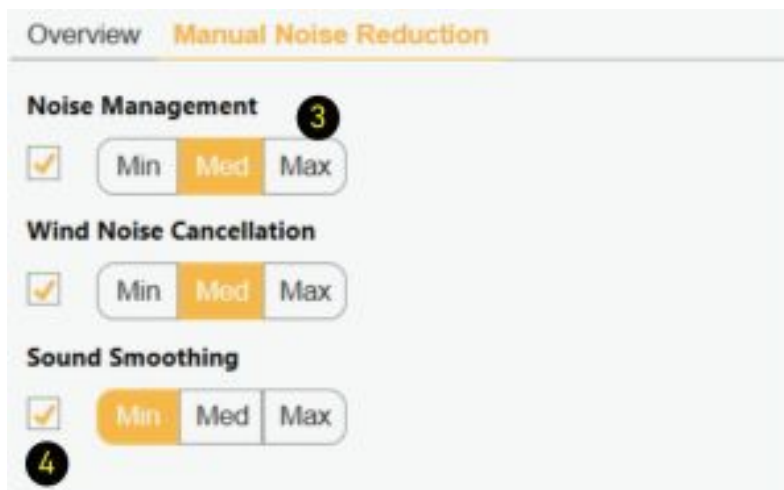 Overview Manual Noise Reduction
Noise Management
3
Min Med Max
Wind Noise Cancellation
Min Med Max
Sound Smoothing
Min Med Max
4